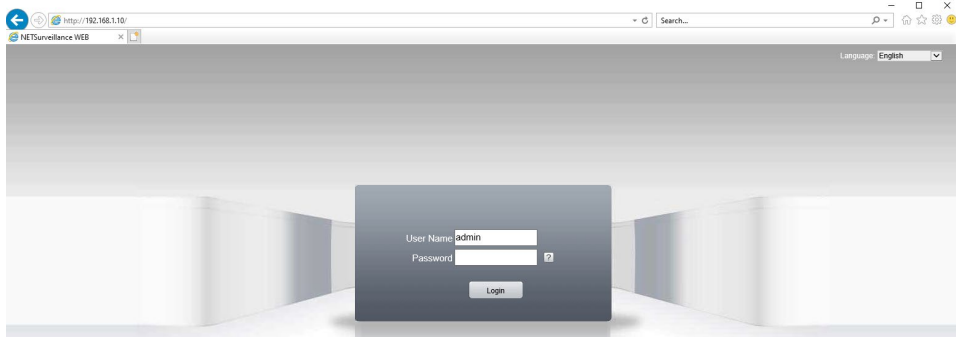 http://192.168.1.10/
Search...
NETSurveillance WEB
Language English
User Name admin
Password
?
Login